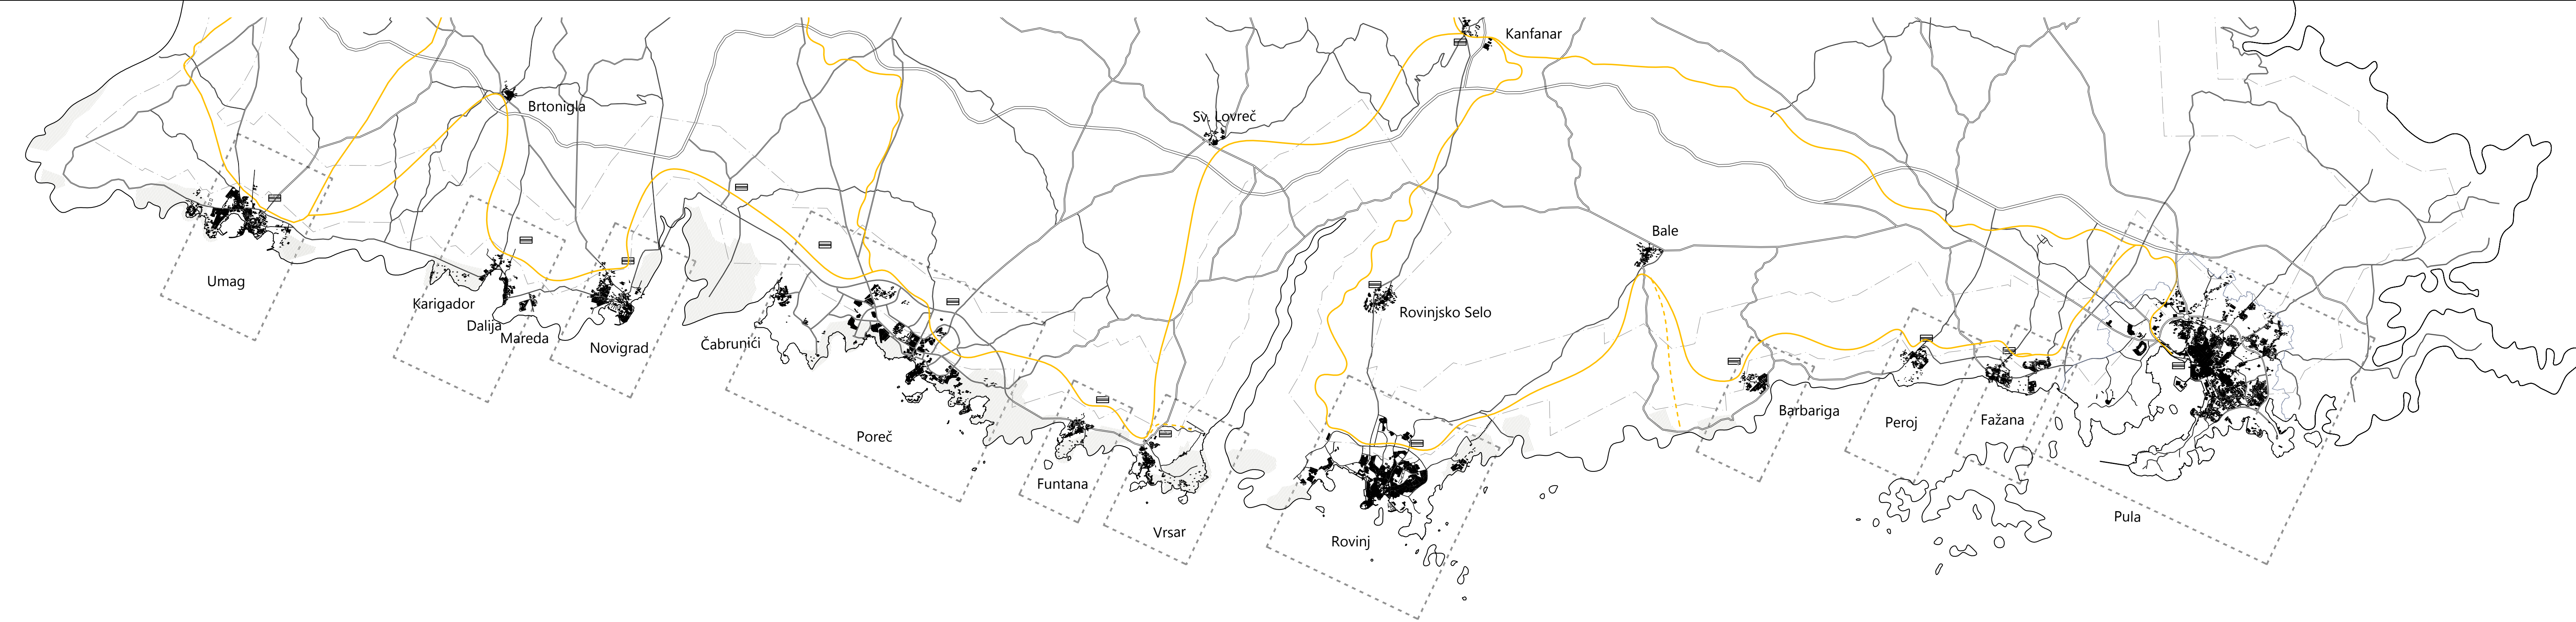 Kanfanar
Brtonigla
Sv. Lovreč
Bale
Umag
Karigador
Rovinjsko Selo
Dalija
Mareda
Čabrunići
Novigrad
Barbariga
Fažana
Peroj
Poreč
Funtana
Pula
Vrsar
Rovinj